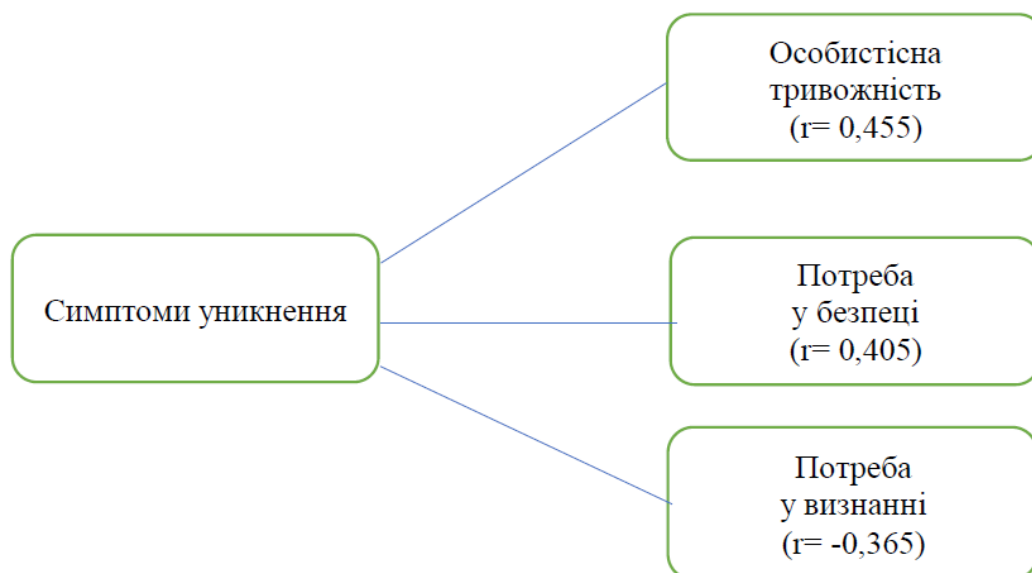 Особистісна
тривожність
(r= 0,455)
Симптоми уникнення
Потреба
у безпеці
(r= 0,405)
Потреба
у визнанні
(r= -0,365)